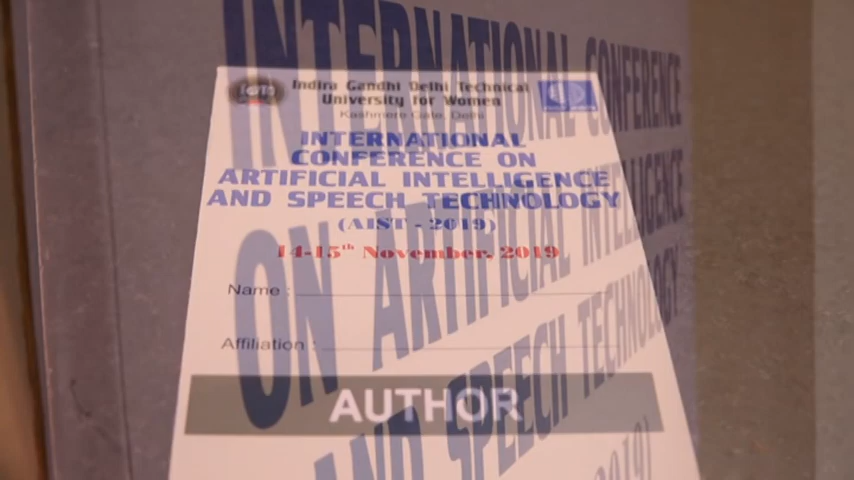 Indira Gandhi Delhi Technical
University for Women
Kashmere Gate, Delhi
INTERNATIONAL
CONFERENCE ON
ARTIFICIAL INTELLIGENCE
AND SPEECH TECHNOLOGY
(AIST - 2019)
14-15th November, 2019
Name :
Affiliation :
AUTHOR
INTERNATIONAL CONFERENCE
ON ARTIFICIAL INTELLIGENCE
AND SPEECH TECHNOLOGY
2019)